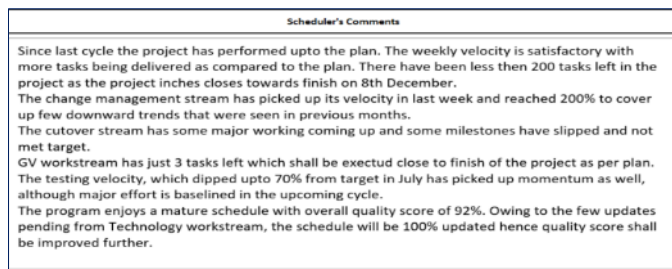 Scheduler's Comments
Since last cycle the project has performed upto the plan. The weekly velocity is satisfactory with
more tasks being delivered as compared to the plan. There have been less then 200 tasks left in the
project as the project inches closes towards finish on 8th December.
The change management stream has picked up its velocity in last week and reached 200% to cover
up few downward trends that were seen in previous months.
The cutover stream has some major working coming up and some milestones have slipped and not
met target.
GV workstream has just 3 tasks left which shall be exectud close to finish of the project as per plan.
The testing velocity, which dipped upto 70% from target in July has picked up momentum as well,
although major effort is baselined in the upcoming cycle.
The program enjoys a mature schedule with overall quality score of 92%. Owing to the few updates
pending from Technology workstream, the schedule will be 100% updated hence quality score shall
be improved further.